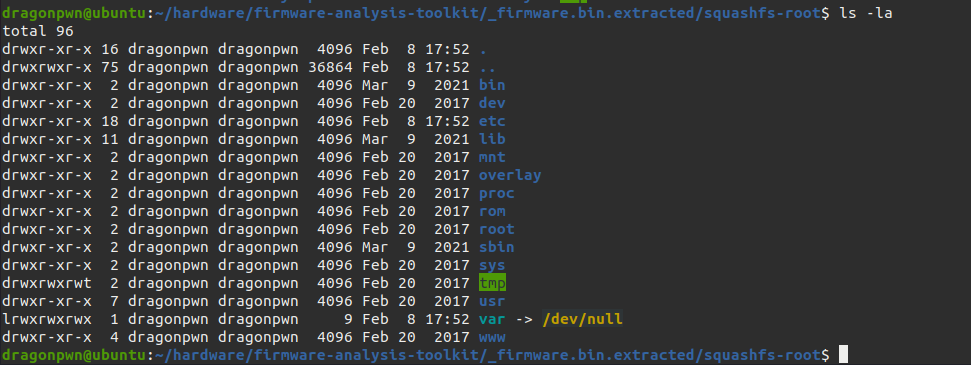 dragonpwn@ubuntu:~/hardware/firmware-analysis-toolkit/_firmware.bin.extracted/squashfs-root$ ls -la
total 96
drwxr-xr-x 16 dragonpwn dragonpwn  4096 Feb  8 17:52 .
drwxrwxr-x 75 dragonpwn dragonpwn 36864 Feb  8 17:52 ..
drwxr-xr-x  2 dragonpwn dragonpwn  4096 Mar  9  2021 bin
drwxr-xr-x  2 dragonpwn dragonpwn  4096 Feb 20  2017 dev
drwxr-xr-x 18 dragonpwn dragonpwn  4096 Feb  8 17:52 etc
drwxr-xr-x 11 dragonpwn dragonpwn  4096 Mar  9  2021 lib
drwxr-xr-x  2 dragonpwn dragonpwn  4096 Feb 20  2017 mnt
drwxr-xr-x  2 dragonpwn dragonpwn  4096 Feb 20  2017 overlay
drwxr-xr-x  2 dragonpwn dragonpwn  4096 Feb 20  2017 proc
drwxr-xr-x  2 dragonpwn dragonpwn  4096 Feb 20  2017 rom
drwxr-xr-x  2 dragonpwn dragonpwn  4096 Feb 20  2017 root
drwxr-xr-x  2 dragonpwn dragonpwn  4096 Mar  9  2021 sbin
drwxr-xr-x  2 dragonpwn dragonpwn  4096 Feb 20  2017 sys
drwxrwxrwt  2 dragonpwn dragonpwn  4096 Feb 20  2017 tmp
drwxr-xr-x  7 dragonpwn dragonpwn  4096 Feb 20  2017 usr
lrwxrwxrwx  1 dragonpwn dragonpwn     9 Feb  8 17:52 var -> /dev/null
drwxr-xr-x  4 dragonpwn dragonpwn  4096 Feb 20  2017 www
dragonpwn@ubuntu:~/hardware/firmware-analysis-toolkit/_firmware.bin.extracted/squashfs-root$